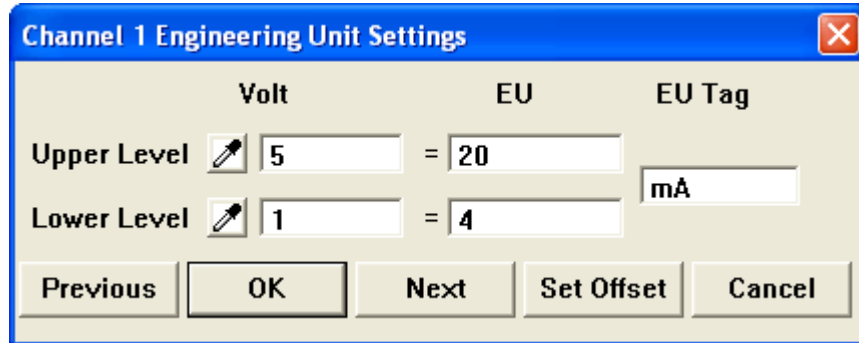 Channel 1 Engineering Unit Settings
Volt EU EU Tag
Upper Level 5 = 20
mA
Lower Level 1 = 4
Previous OK Next Set Offset Cancel